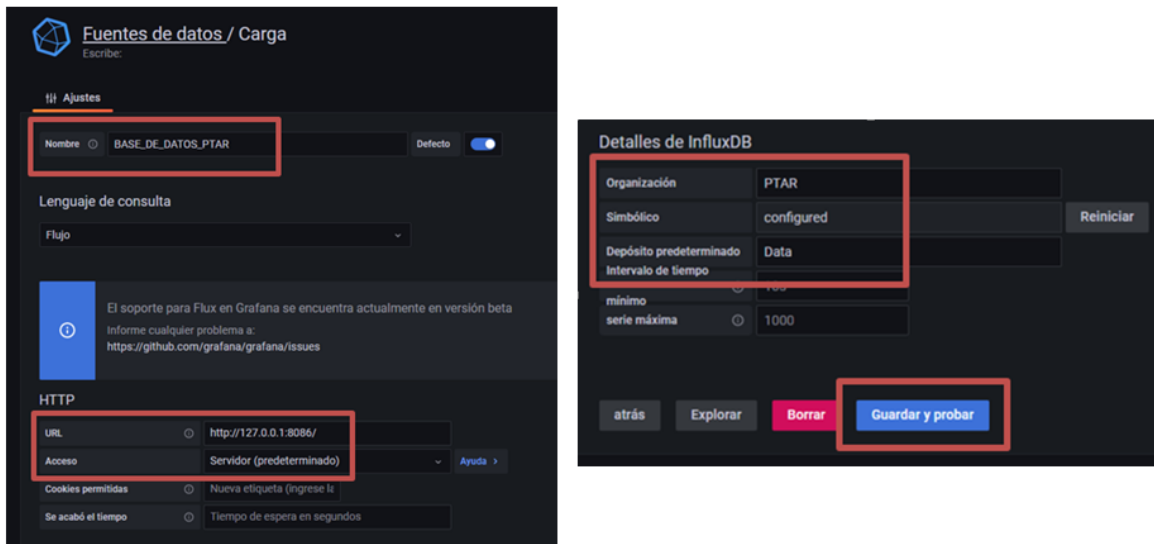 Fuentes de datos / Carga
Escribe:
Ajustes
Nombre BASE_DE_DATOS_PTAR Defecto
Lenguaje de consulta
Flujo
El soporte para Flux en Grafana se encuentra actualmente en versión beta
Informe cualquier problema a:
https://github.com/grafana/grafana/issues
HTTP
URL http://127.0.0.1:8086/
Acceso Servidor (predeterminado) Ayuda >
Cookies permitidas Nueva etiqueta (ingrese
Se acabó el tiempo Tiempo de espera en segundos
Detalles de InfluxDB
Organización PTAR
Simbólico configured Reiniciar
Depósito predeterminado Data
Intervalo de tiempo
mínimo
serie máxima 1000
atrás Explorar Borrar Guardar y probar